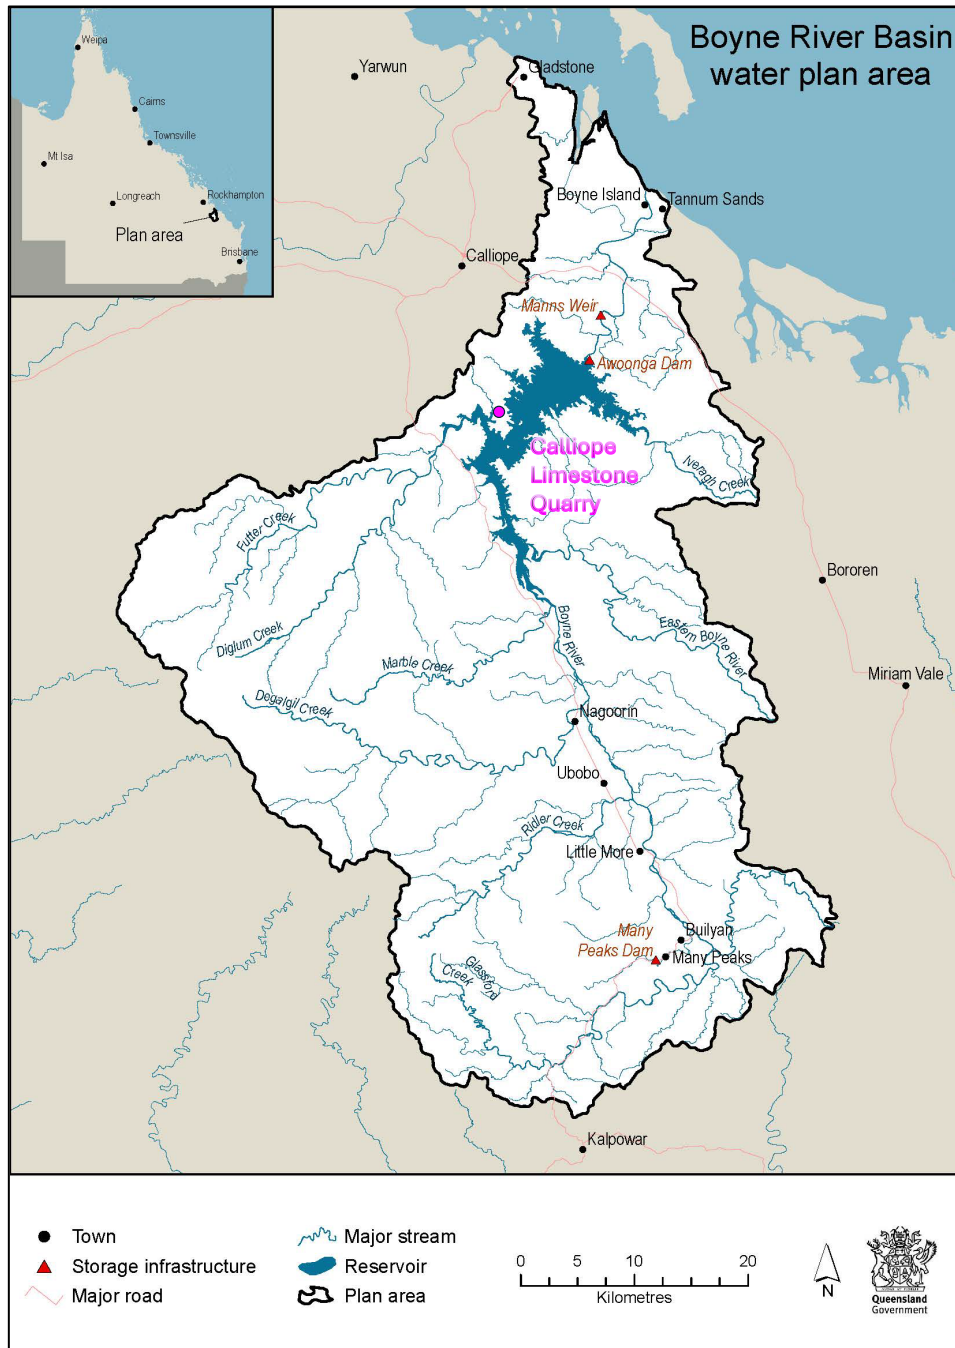 Boyne River Basin
water plan area
Weipa
Cairns
Townsville
Mt Isa
Longreach
Rockhampton
Plan area
Brisbane
Yarwun
Gladstone
Boyne Island
Tannum Sands
Calliope
Manns Weir
Awoonga Dam
Calliope
Limestone
Quarry
Iveragh Creek
Futter Creek
Bororen
Boyne River
Eastern Boyne River
Diglum Creek
Marble Creek
Miriam Vale
Degalgil Creek
Nagoorin
Ubobo
Ridler Creek
Little More
Many
Peaks Dam
Builyan
Many Peaks
Glassford
Creek
Kalpowar
Town
Storage infrastructure
Major road
Major stream
Reservoir
Plan area
0 5 10 20
Kilometres
N
Queensland
Government